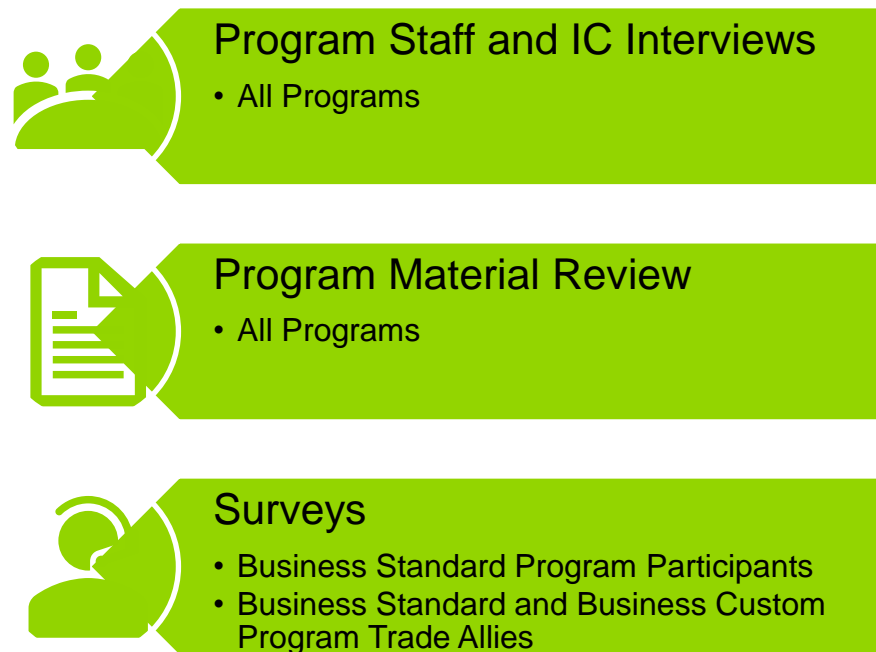 Program Staff and IC Interviews
• All Programs
Program Material Review
• All Programs
Surveys
• Business Standard Program Participants
• Business Standard and Business Custom
Program Trade Allies